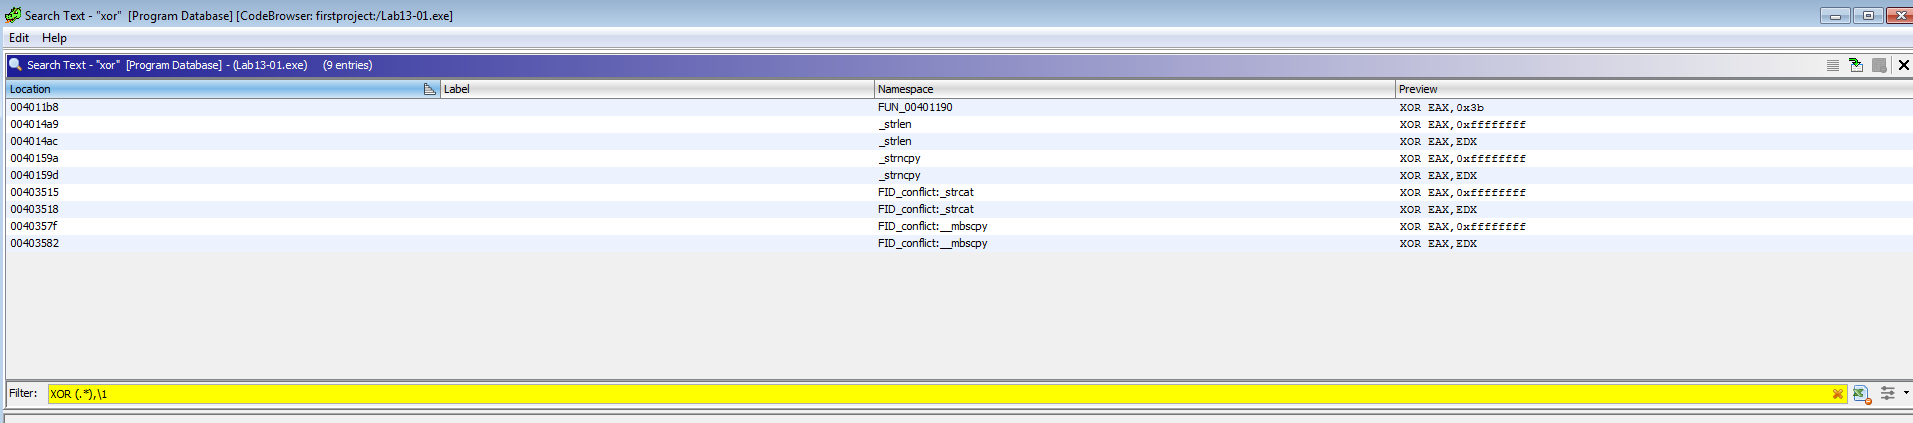 Search Text - "xor"  [Program Database] [CodeBrowser: firstproject:/Lab13-01.exe]
Edit Help
Search Text - "xor"  [Program Database] - (Lab13-01.exe)    (9 entries)
Location Label Namespace Preview
004011b8 FUN_00401190 XOR EAX,0x3b
004014a9 _strlen XOR EAX,0xffffffff
004014ac _strlen XOR EAX,EDX
0040159a _strncpy XOR EAX,0xffffffff
0040159d _strncpy XOR EAX,EDX
00403515 FID_conflict:_strcat XOR EAX,0xffffffff
00403518 FID_conflict:_strcat XOR EAX,EDX
0040357f FID_conflict:__mbscpy XOR EAX,0xffffffff
00403582 FID_conflict:__mbscpy XOR EAX,EDX
Filter: XOR (.*),\1